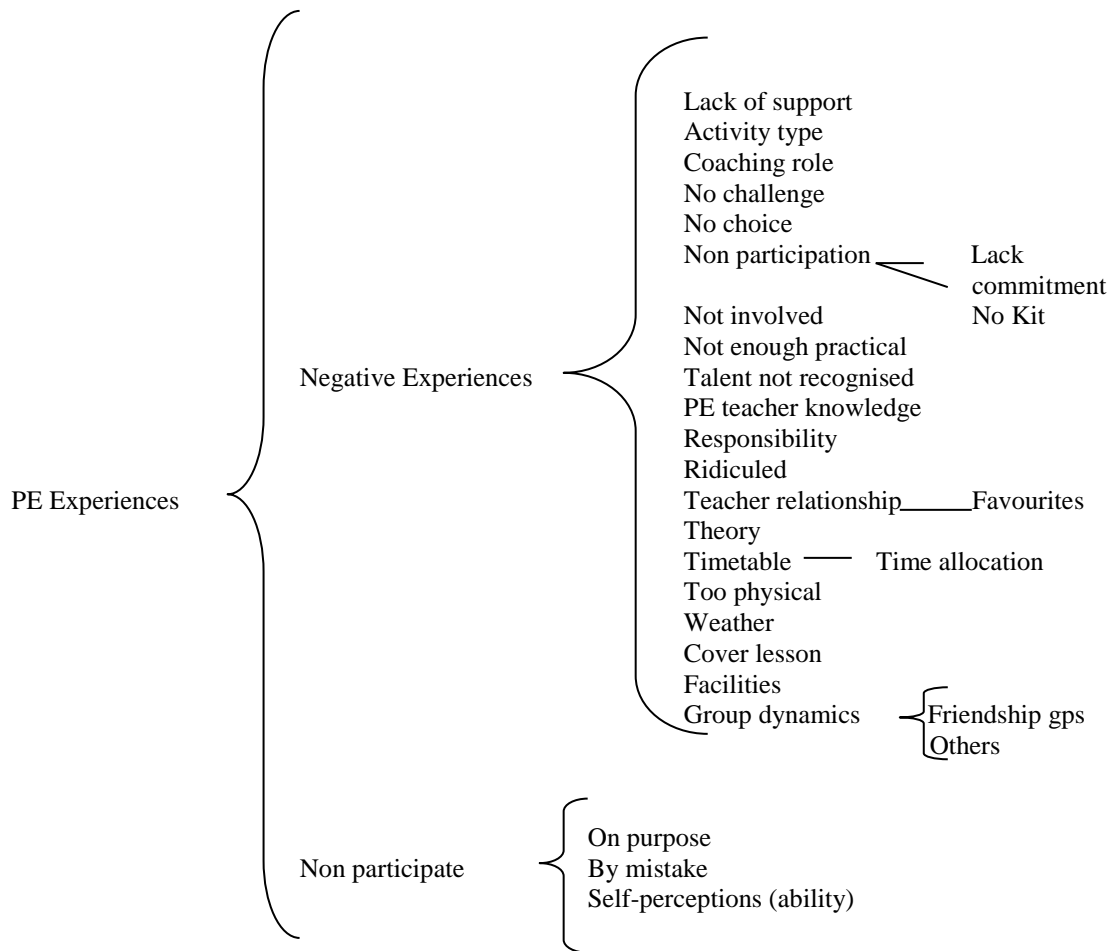 Lack of support
Activity type
Coaching role
No challenge
No choice
Non participation Lack
commitment
Not involved No Kit
Not enough practical
Negative Experiences Talent not recognised
PE teacher knowledge
Responsibility
Ridiculed
PE Experiences Teacher relationship Favourites
Theory
Timetable Time allocation
Too physical
Weather
Cover lesson
Facilities
Group dynamics Friendship gps
Others
On purpose
Non participate By mistake
Self-perceptions (ability)